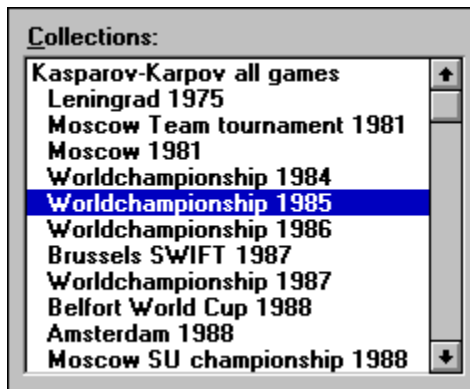 Collections:
Kasparov-Karpov all games
Leningrad 1975
Moscow Team tournament 1981
Moscow 1981
Worldchampionship 1984
Worldchampionship 1985
Worldchampionship 1986
Brussels SWIFT 1987
Worldchampionship 1987
Belfort World Cup 1988
Amsterdam 1988
Moscow SU championship 1988